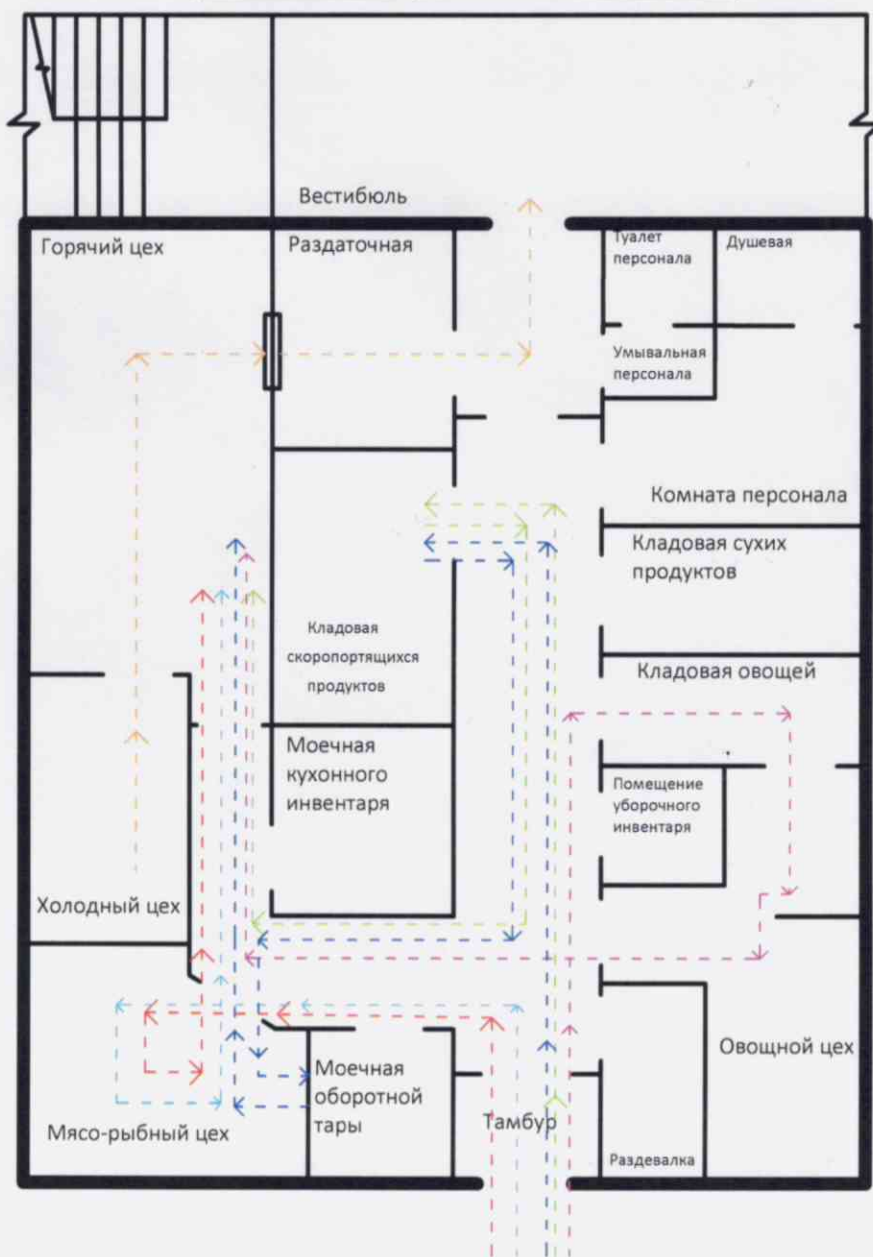 Вестибюль
Горячий цех
Раздаточная
Туалет
персонала
Душевая
Умывальная
персонала
Комната персонала
Кладовая сухих
продуктов
Кладовая
скоропортящихся
продуктов
Кладовая овощей
Моечная
кухонного
инвентаря
Помещение
уборочного
инвентаря
Холодный цех
Овощной цех
Моечная
оборотной
тары
Мясо-рыбный цех
Тамбур
Раздевалка